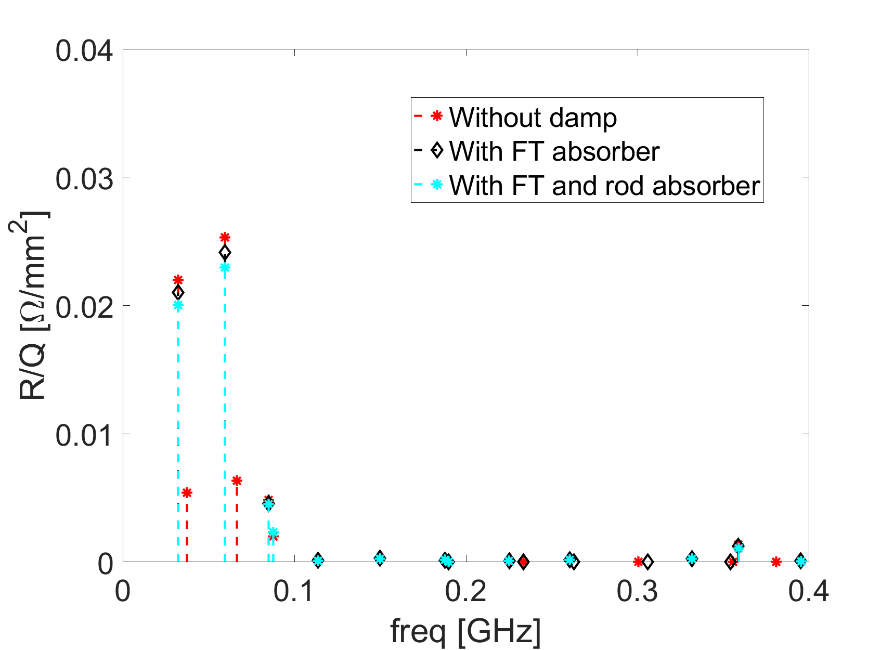 0.04
0.03
0.02
0.01
0
R/Q [Ω/mm²]
Without damp
With FT absorber
With FT and rod absorber
0 0.1 0.2 0.3 0.4
freq [GHz]